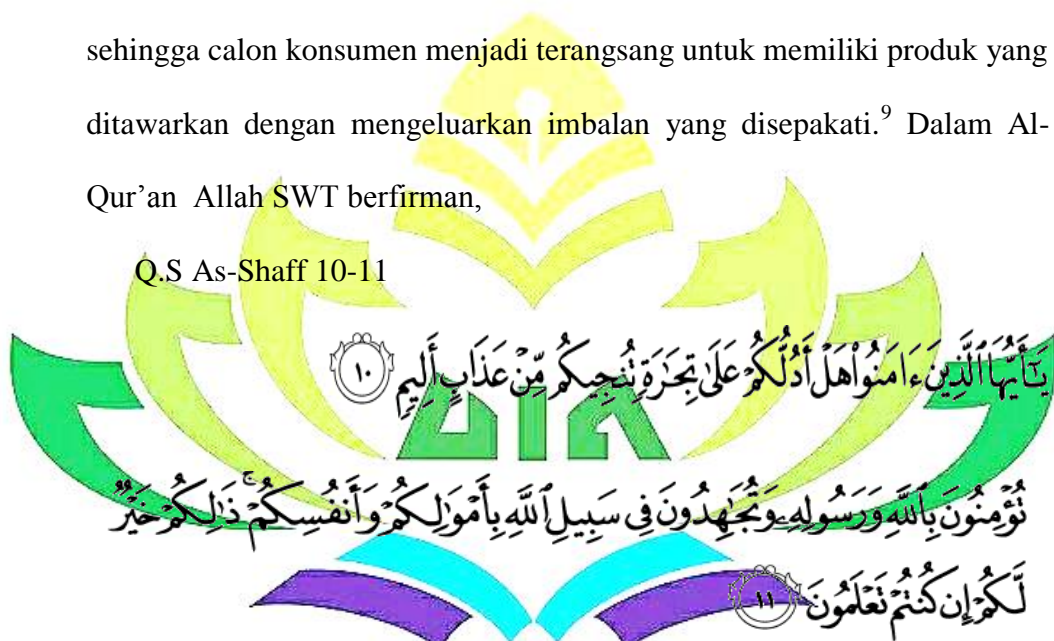 sehingga calon konsumen menjadi terangsang untuk memiliki produk yang
ditawarkan dengan mengeluarkan imbalan yang disepakati.⁹ Dalam Al-
Qur’an Allah SWT berfirman,
Q.S As-Shaff 10-11
يَـٰٓأَيُّهَا ٱلَّذِينَ ءَامَنُوا۟ هَلْ أَدُلُّكُمْ عَلَىٰ تِجَـٰرَةٍ تُنجِيكُم مِّنْ عَذَابٍ أَلِيمٍ ١٠
تُؤْمِنُونَ بِٱللَّهِ وَرَسُولِهِۦ وَتُجَـٰهِدُونَ فِى سَبِيلِ ٱللَّهِ بِأَمْوَٰلِكُمْ وَأَنفُسِكُمْ ۚ ذَٰلِكُمْ خَيْرٌ
لَّكُمْ إِن كُنتُمْ تَعْلَمُونَ ١١